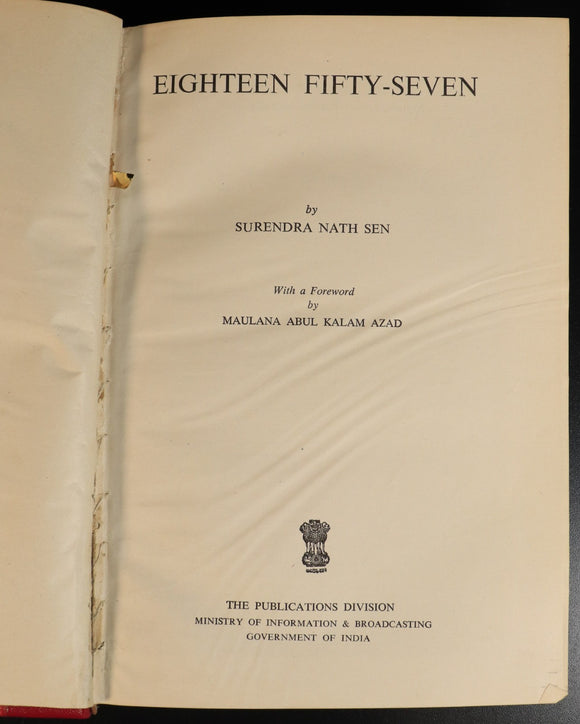 EIGHTEEN FIFTY-SEVEN
by
SURENDRA NATH SEN
With a Foreword
by
MAULANA ABUL KALAM AZAD
THE PUBLICATIONS DIVISION
MINISTRY OF INFORMATION & BROADCASTING
GOVERNMENT OF INDIA